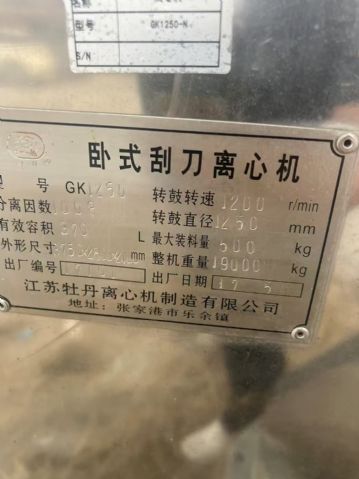 名称
型号 GK1250-N
S/N
卧式刮刀离心机
型号 GK1250 转鼓转速 1200 r/min
分离因数 转鼓直径 1250 mm
有效容积 370 L 最大装料量 500 kg
外形尺寸 mm 整机重量 19000 kg
出厂编号 出厂日期
江苏牡丹离心机制造有限公司
地址：张家港市乐余镇